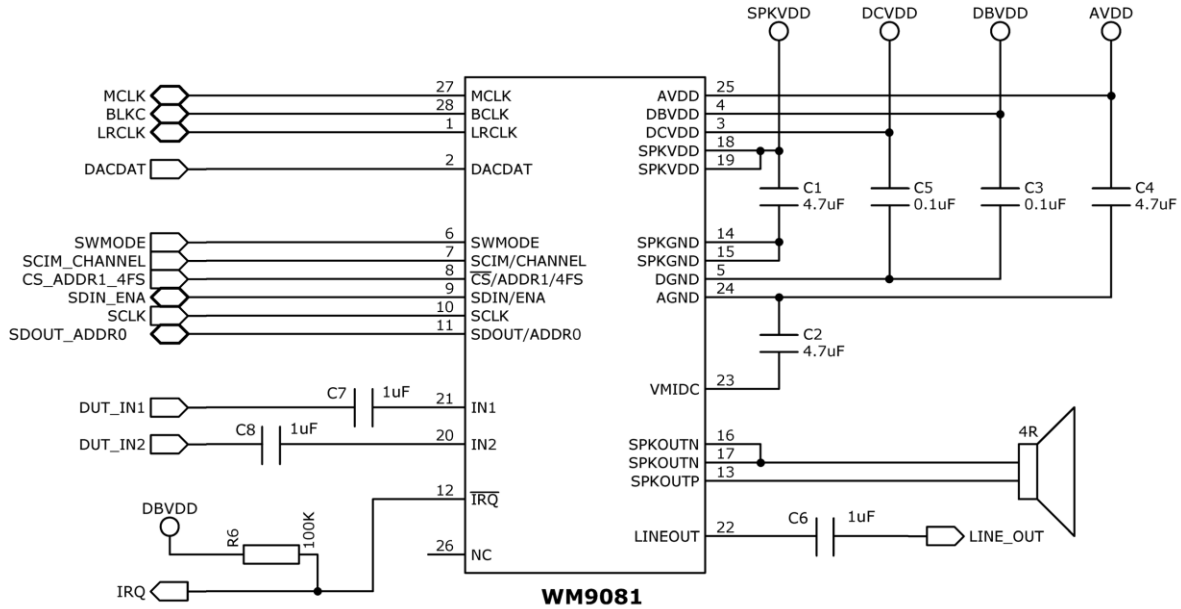 SPKVDD DCVDD DBVDD AVDD
MCLK 27 MCLK AVDD 25
BLKC 28 BCLK DBVDD 4
LRCLK 1 LRCLK DCVDD 3
SPKVDD 18
DACDAT 2 DACDAT SPKVDD 19
C1 C5 C3 C4
4.7uF 0.1uF 0.1uF 4.7uF
SWMODE 6 SWMODE SPKGND 14
SCIM_CHANNEL 7 SCIM/CHANNEL SPKGND 15
CS_ADDR1_4FS 8 CS/ADDR1/4FS DGND 5
SDIN_ENA 9 SDIN/ENA AGND 24
SCLK 10 SCLK
SDOUT_ADDR0 11 SDOUT/ADDR0 C2
4.7uF
VMIDC 23
DUT_IN1 C7 1uF 21 IN1
DUT_IN2 C8 1uF 20 IN2 SPKOUTN 16 4R
SPKOUTN 17
SPKOUTP 13
12 IRQ
DBVDD
LINEOUT 22 C6 1uF LINE_OUT
R6 100K 26 NC
IRQ
WM9081